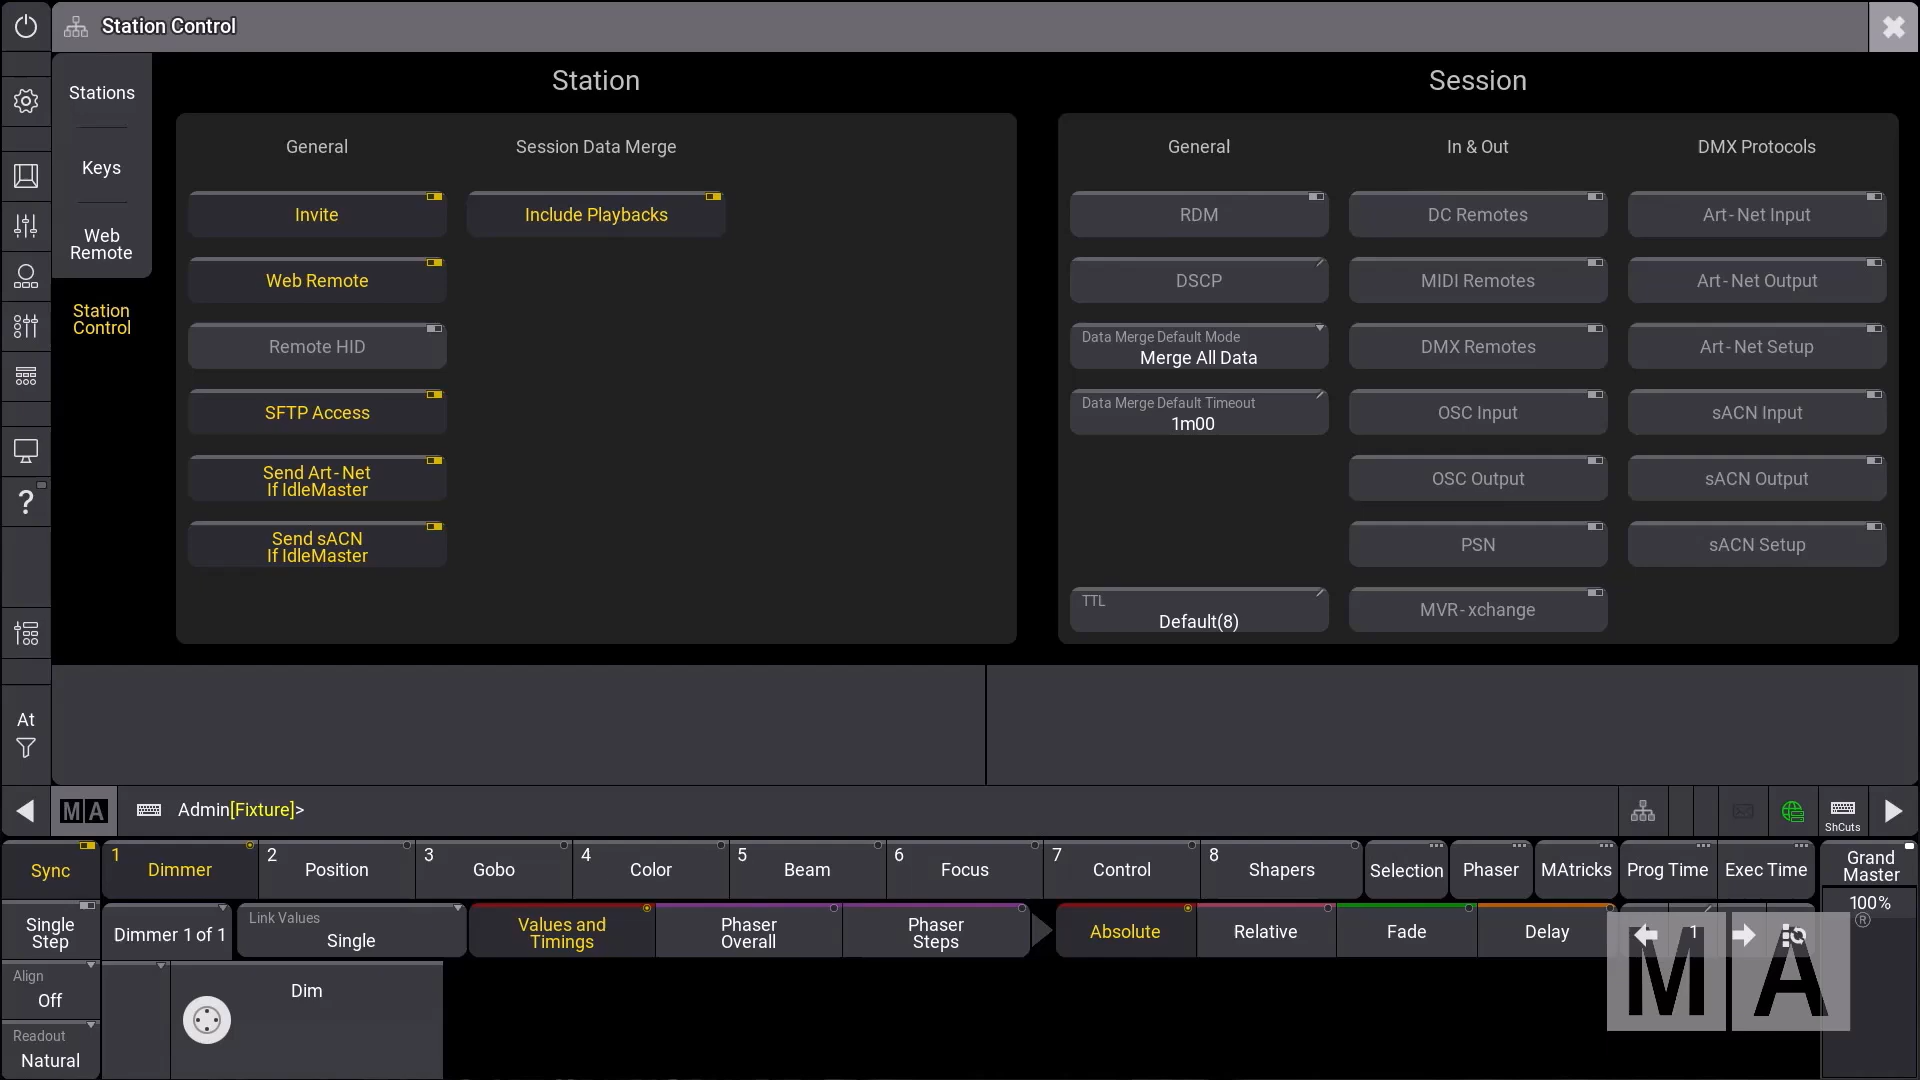 Station Control
Stations
Keys
Web
Remote
Station
Control
Station
General
Session Data Merge
Invite
Include Playbacks
Web Remote
Remote HID
SFTP Access
Send Art-Net
If IdleMaster
Send sACN
If IdleMaster
Session
General
In & Out
DMX Protocols
RDM
DC Remotes
Art-Net Input
DSCP
MIDI Remotes
Art-Net Output
Data Merge Default Mode
Merge All Data
DMX Remotes
Art-Net Setup
Data Merge Default Timeout
1m00
OSC Input
sACN Input
OSC Output
sACN Output
PSN
sACN Setup
TTL
Default(8)
MVR-xchange
?
At
MA
Admin[Fixture]>
ShCuts
Sync
1 Dimmer
2 Position
3 Gobo
4 Color
5 Beam
6 Focus
7 Control
8 Shapers
Selection
Phaser
MAtricks
Prog Time
Exec Time
Grand
Master
100%
Single
Step
Dimmer 1 of 1
Link Values
Single
Values and
Timings
Phaser
Overall
Phaser
Steps
Absolute
Relative
Fade
Delay
1
MA
®
Align
Off
Dim
Readout
Natural